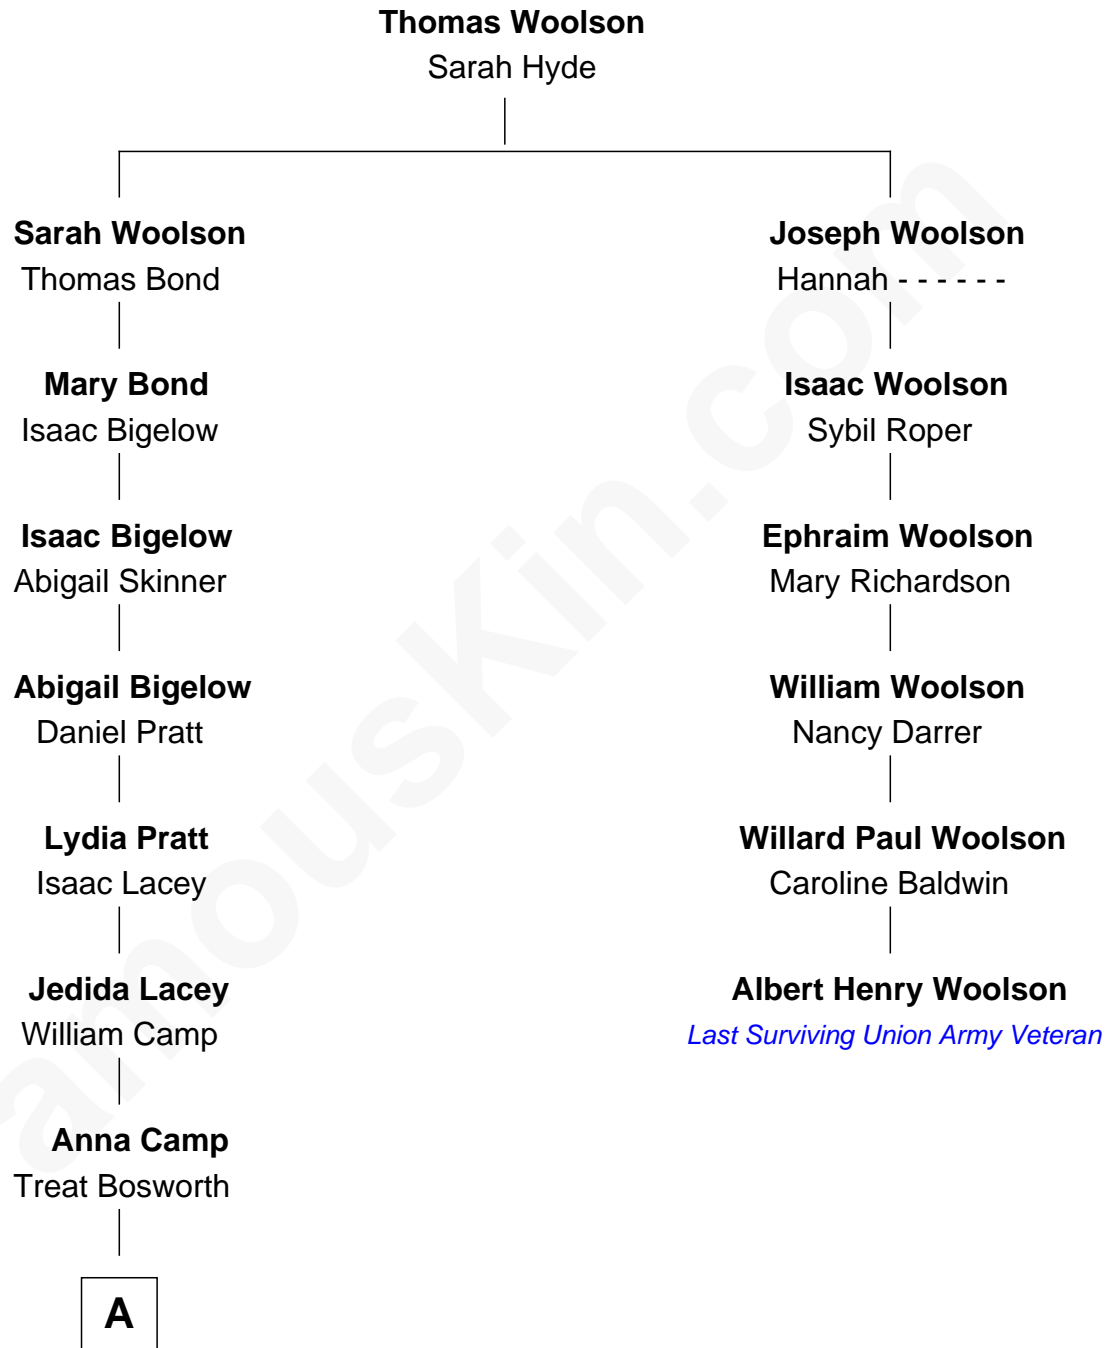 Thomas Woolson
Sarah Hyde
Sarah Woolson
Thomas Bond
Mary Bond
Isaac Bigelow
Isaac Bigelow
Abigail Skinner
Abigail Bigelow
Daniel Pratt
Lydia Pratt
Isaac Lacey
Jedida Lacey
William Camp
Anna Camp
Treat Bosworth
A
Joseph Woolson
Hannah - - - - - -
Isaac Woolson
Sybil Roper
Ephraim Woolson
Mary Richardson
William Woolson
Nancy Darrer
Willard Paul Woolson
Caroline Baldwin
Albert Henry Woolson
Last Surviving Union Army Veteran
amouskin.com